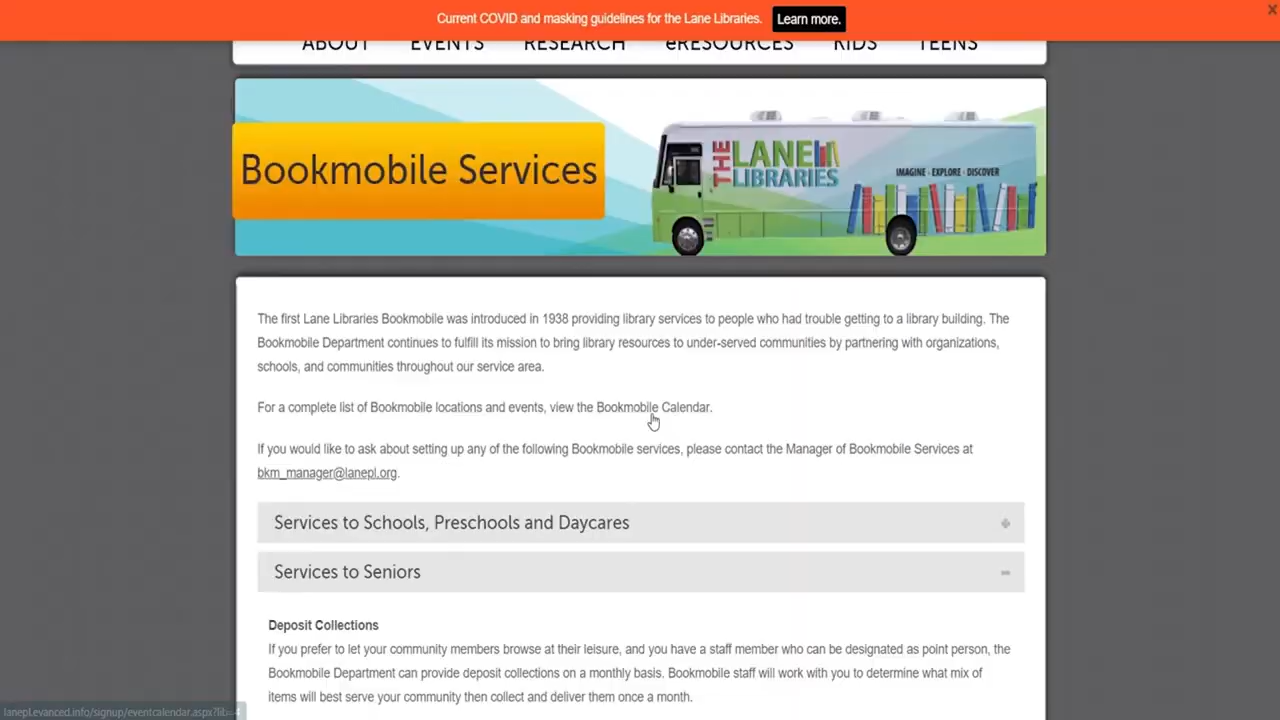 Current COVID and masking guidelines for the Lane Libraries. Learn more.
ABOUT EVENTS RESEARCH eRESOURCES KIDS TEENS
Bookmobile Services
THE LANE LIBRARIES
IMAGINE · EXPLORE · DISCOVER
The first Lane Libraries Bookmobile was introduced in 1938 providing library services to people who had trouble getting to a library building. The
Bookmobile Department continues to fulfill its mission to bring library resources to under-served communities by partnering with organizations,
schools, and communities throughout our service area.
For a complete list of Bookmobile locations and events, view the Bookmobile Calendar.
If you would like to ask about setting up any of the following Bookmobile services, please contact the Manager of Bookmobile Services at
bkm_manager@lanepl.org.
Services to Schools, Preschools and Daycares
Services to Seniors
Deposit Collections
If you prefer to let your community members browse at their leisure, and you have a staff member who can be designated as point person, the
Bookmobile Department can provide deposit collections on a monthly basis. Bookmobile staff will work with you to determine what mix of
items will best serve your community then collect and deliver them once a month.
lanepl.evanced.info/signup/eventcalendar.aspx?lib=-4